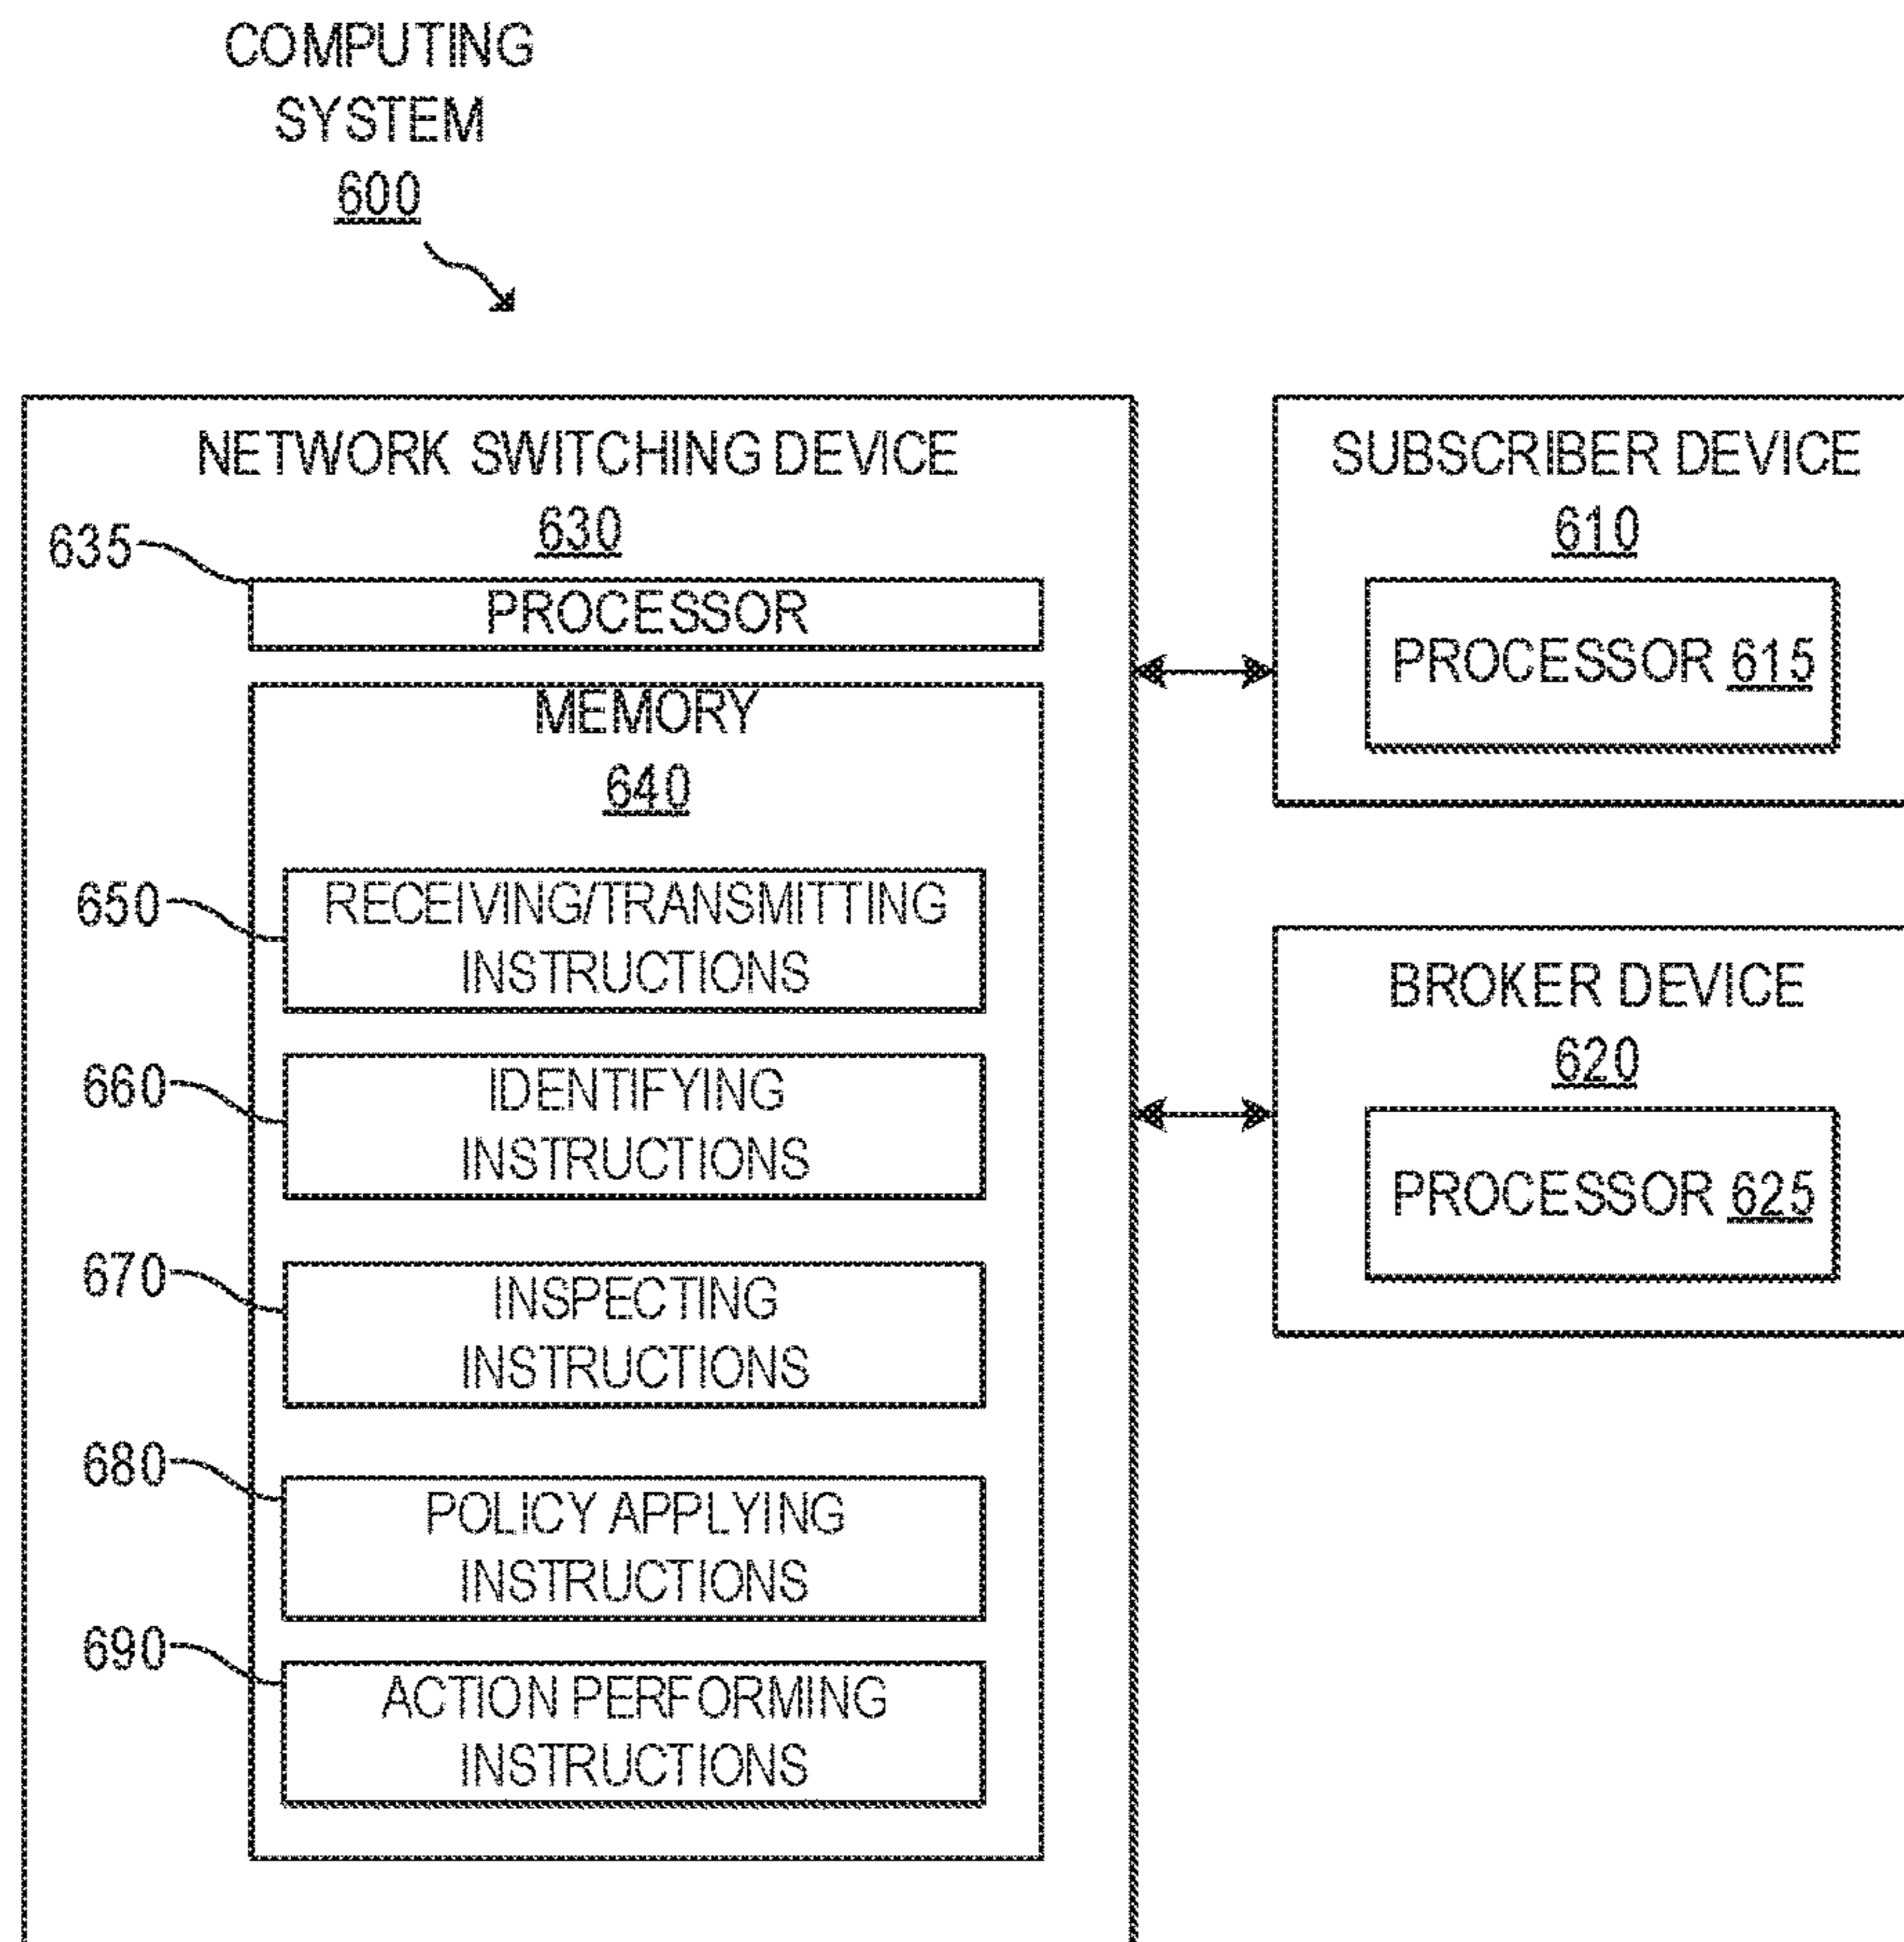 COMPUTING
SYSTEM
600
NETWORK SWITCHING DEVICE
630
635
PROCESSOR
MEMORY
640
650
RECEIVING/TRANSMITTING
INSTRUCTIONS
660
IDENTIFYING
INSTRUCTIONS
670
INSPECTING
INSTRUCTIONS
680
POLICY APPLYING
INSTRUCTIONS
690
ACTION PERFORMING
INSTRUCTIONS
SUBSCRIBER DEVICE
610
PROCESSOR 615
BROKER DEVICE
620
PROCESSOR 625